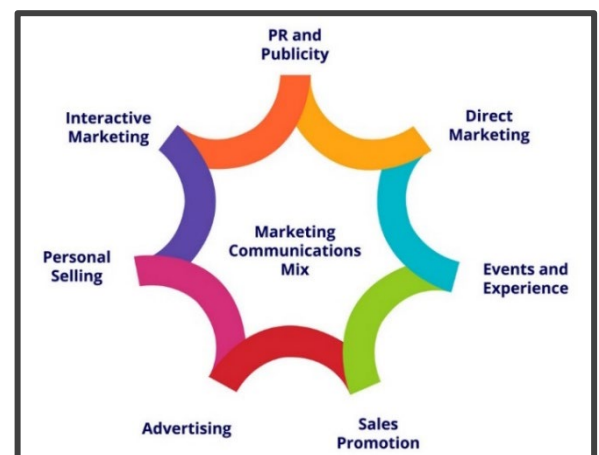 PR and
Publicity
Direct
Marketing
Events and
Experience
Sales
Promotion
Advertising
Personal
Selling
Interactive
Marketing
Marketing
Communications
Mix